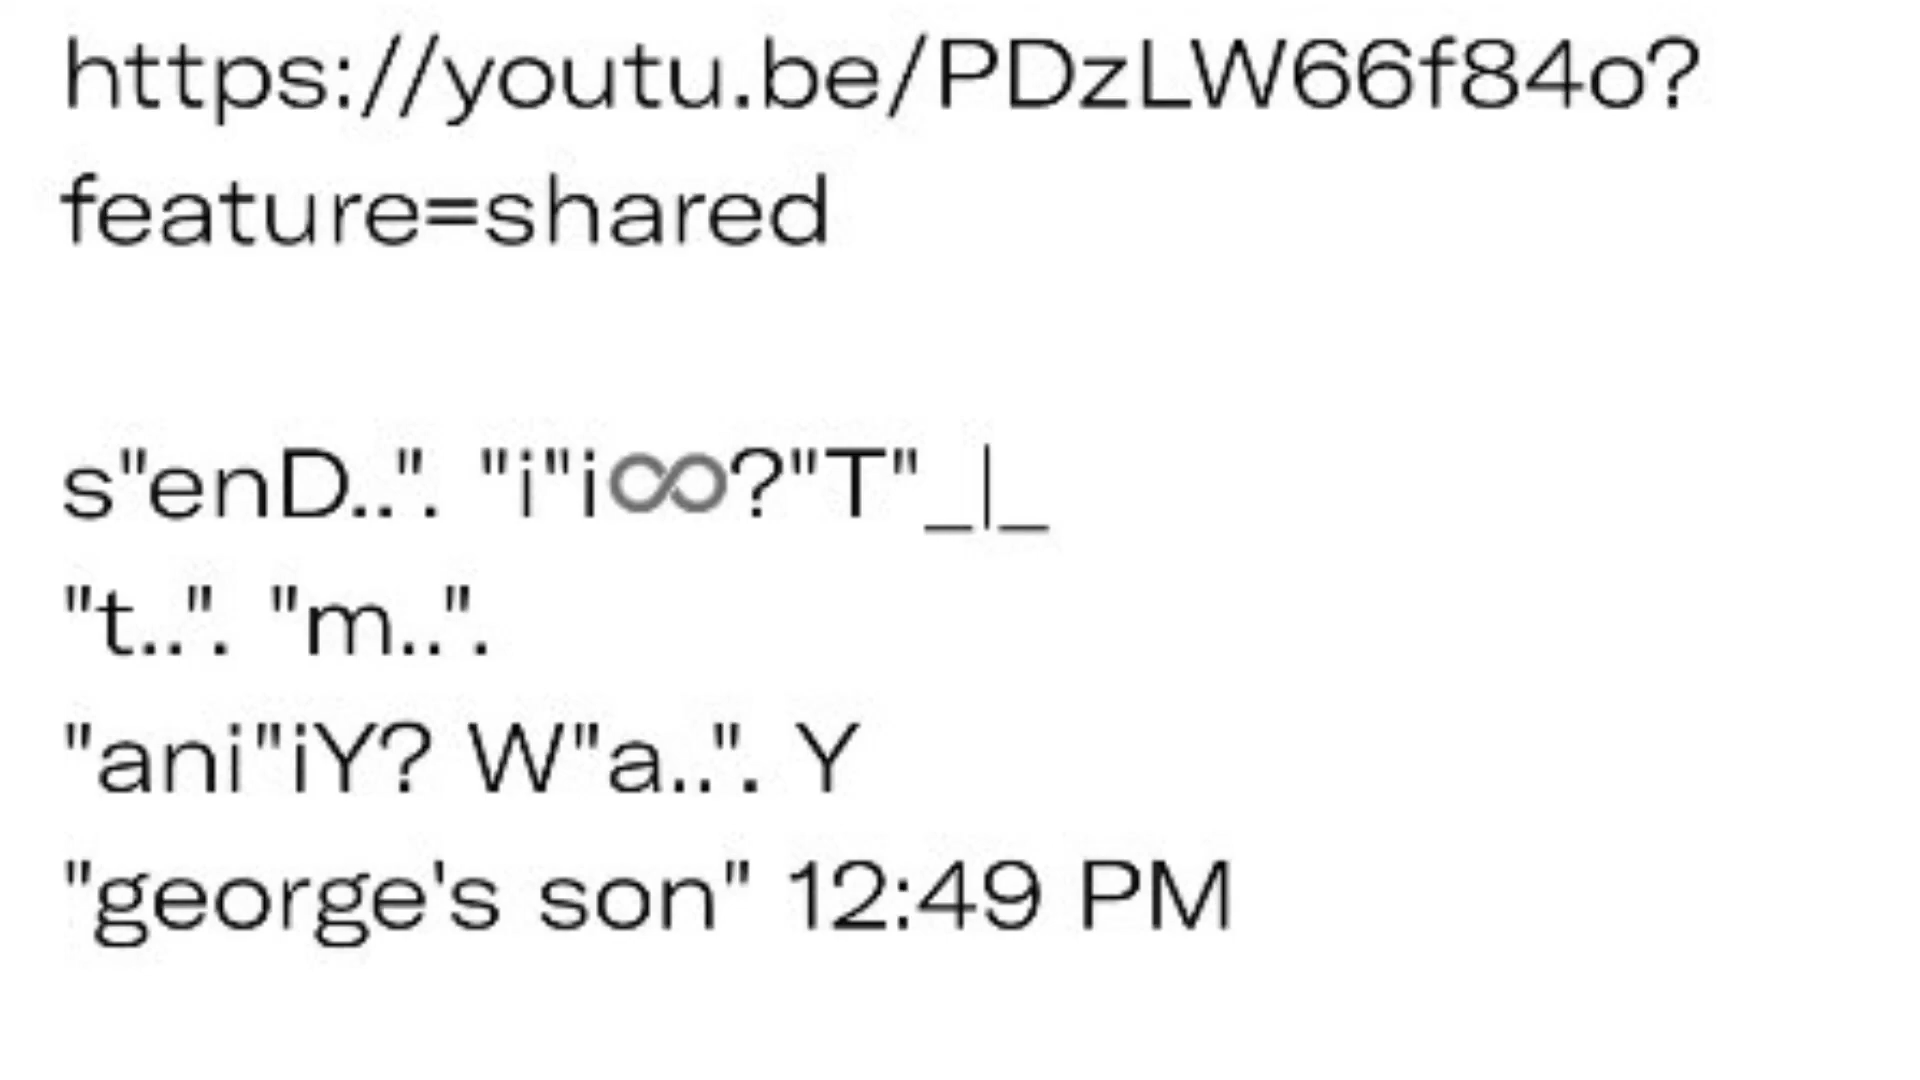 https://youtu.be/PDzLW66f84o?
feature=shared
s"enD..". "i"i♾?"T"_|_
"t..". "m..".
"ani"iY? W"a..". Y
"george's son" 12:49 PM